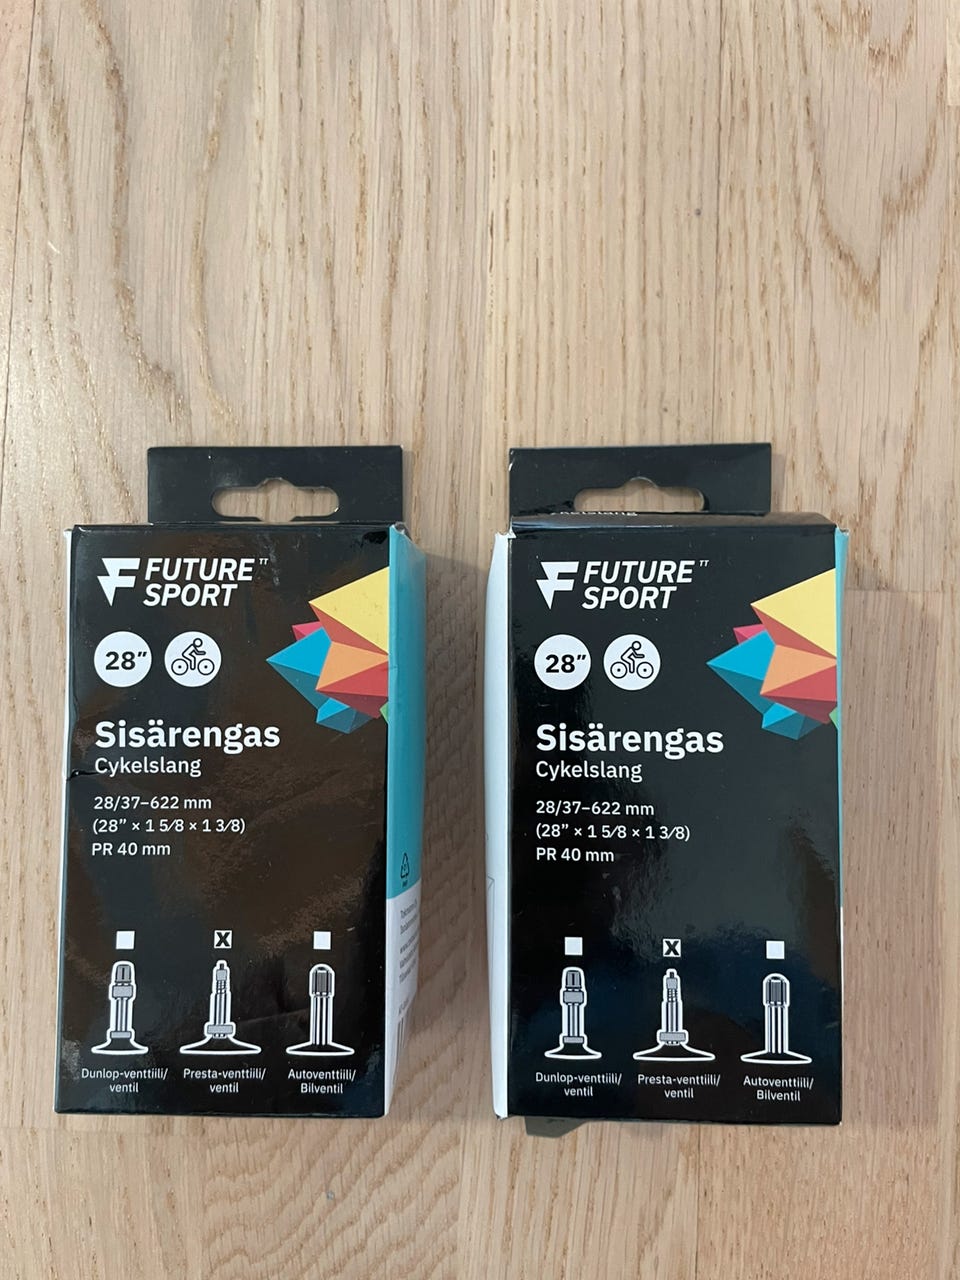 FUTURE TT
SPORT
28”
Sisärengas
Cykelslang
28/37–622 mm
(28” × 1 5/8 × 1 3/8)
PR 40 mm
X
Dunlop-venttiili/
ventil
Presta-venttiili/
ventil
Autoventtiili/
Bilventil
FUTURE TT
SPORT
28”
Sisärengas
Cykelslang
28/37–622 mm
(28” × 1 5/8 × 1 3/8)
PR 40 mm
X
Dunlop-venttiili/
ventil
Presta-venttiili/
ventil
Autoventtiili/
Bilventil